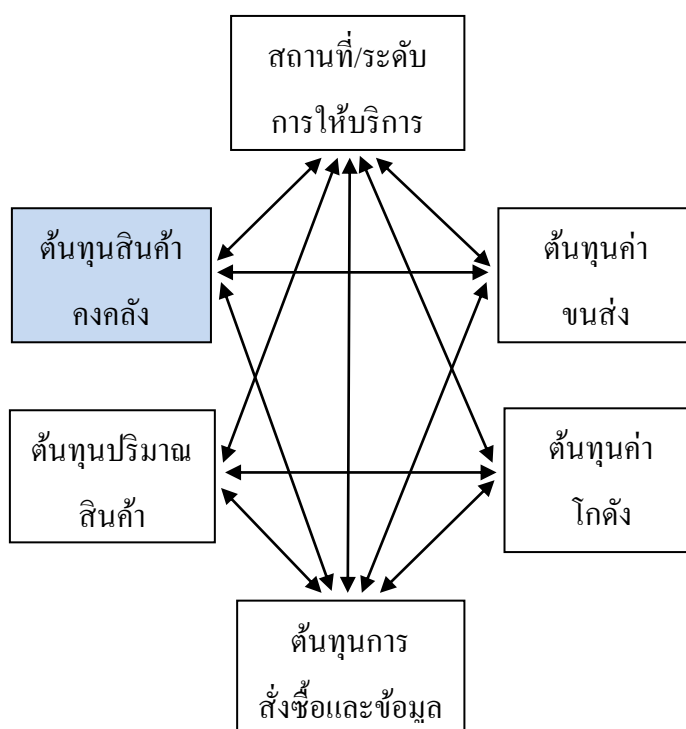 สถานที่/ระดับ
การให้บริการ
ต้นทุนสินค้า
คงคลัง
ต้นทุนค่า
ขนส่ง
ต้นทุนปริมาณ
สินค้า
ต้นทุนค่า
โกดัง
ต้นทุนการ
สั่งซื้อและข้อมูล